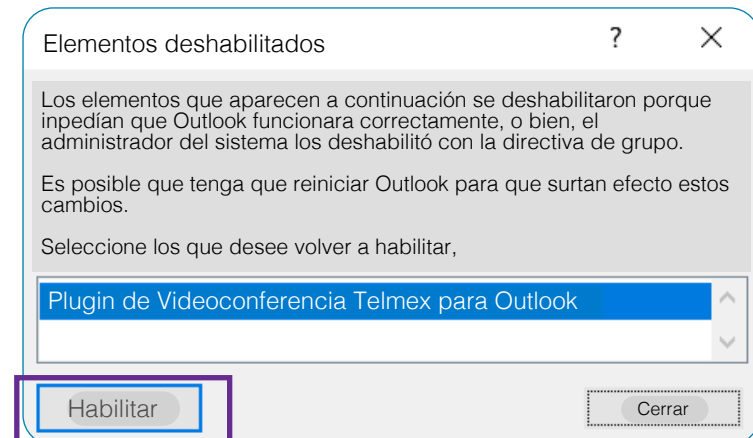 Elementos deshabilitados
?
Los elementos que aparecen a continuación se deshabilitaron porque
inpedían que Outlook funcionara correctamente, o bien, el
administrador del sistema los deshabilitó con la directiva de grupo.
Es posible que tenga que reiniciar Outlook para que surtan efecto estos
cambios.
Seleccione los que desee volver a habilitar,
Plugin de Videoconferencia Telmex para Outlook
Habilitar
Cerrar